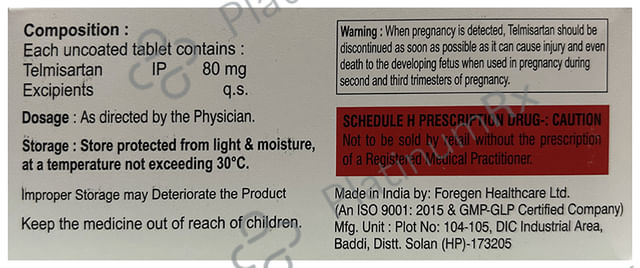 Composition :
Each uncoated tablet contains :
Telmisartan IP 80 mg
Excipients q.s.
Dosage : As directed by the Physician.
Storage : Store protected from light & moisture,
at a temperature not exceeding 30°C.
Improper Storage may Deteriorate the Product
Keep the medicine out of reach of children.
Warning : When pregnancy is detected, Telmisartan should be
discontinued as soon as possible as it can cause injury and even
death to the developing fetus when used in pregnancy during
second and third trimesters of pregnancy.
SCHEDULE H PRESCRIPTION DRUG-: CAUTION
Not to be sold by retail without the prescription
of a Registered Medical Practitioner.
Made in India by: Foregen Healthcare Ltd.
(An ISO 9001: 2015 & GMP-GLP Certified Company)
Mfg. Unit : Plot No: 104-105, DIC Industrial Area,
Baddi, Distt. Solan (HP)-173205
PlatinumRx